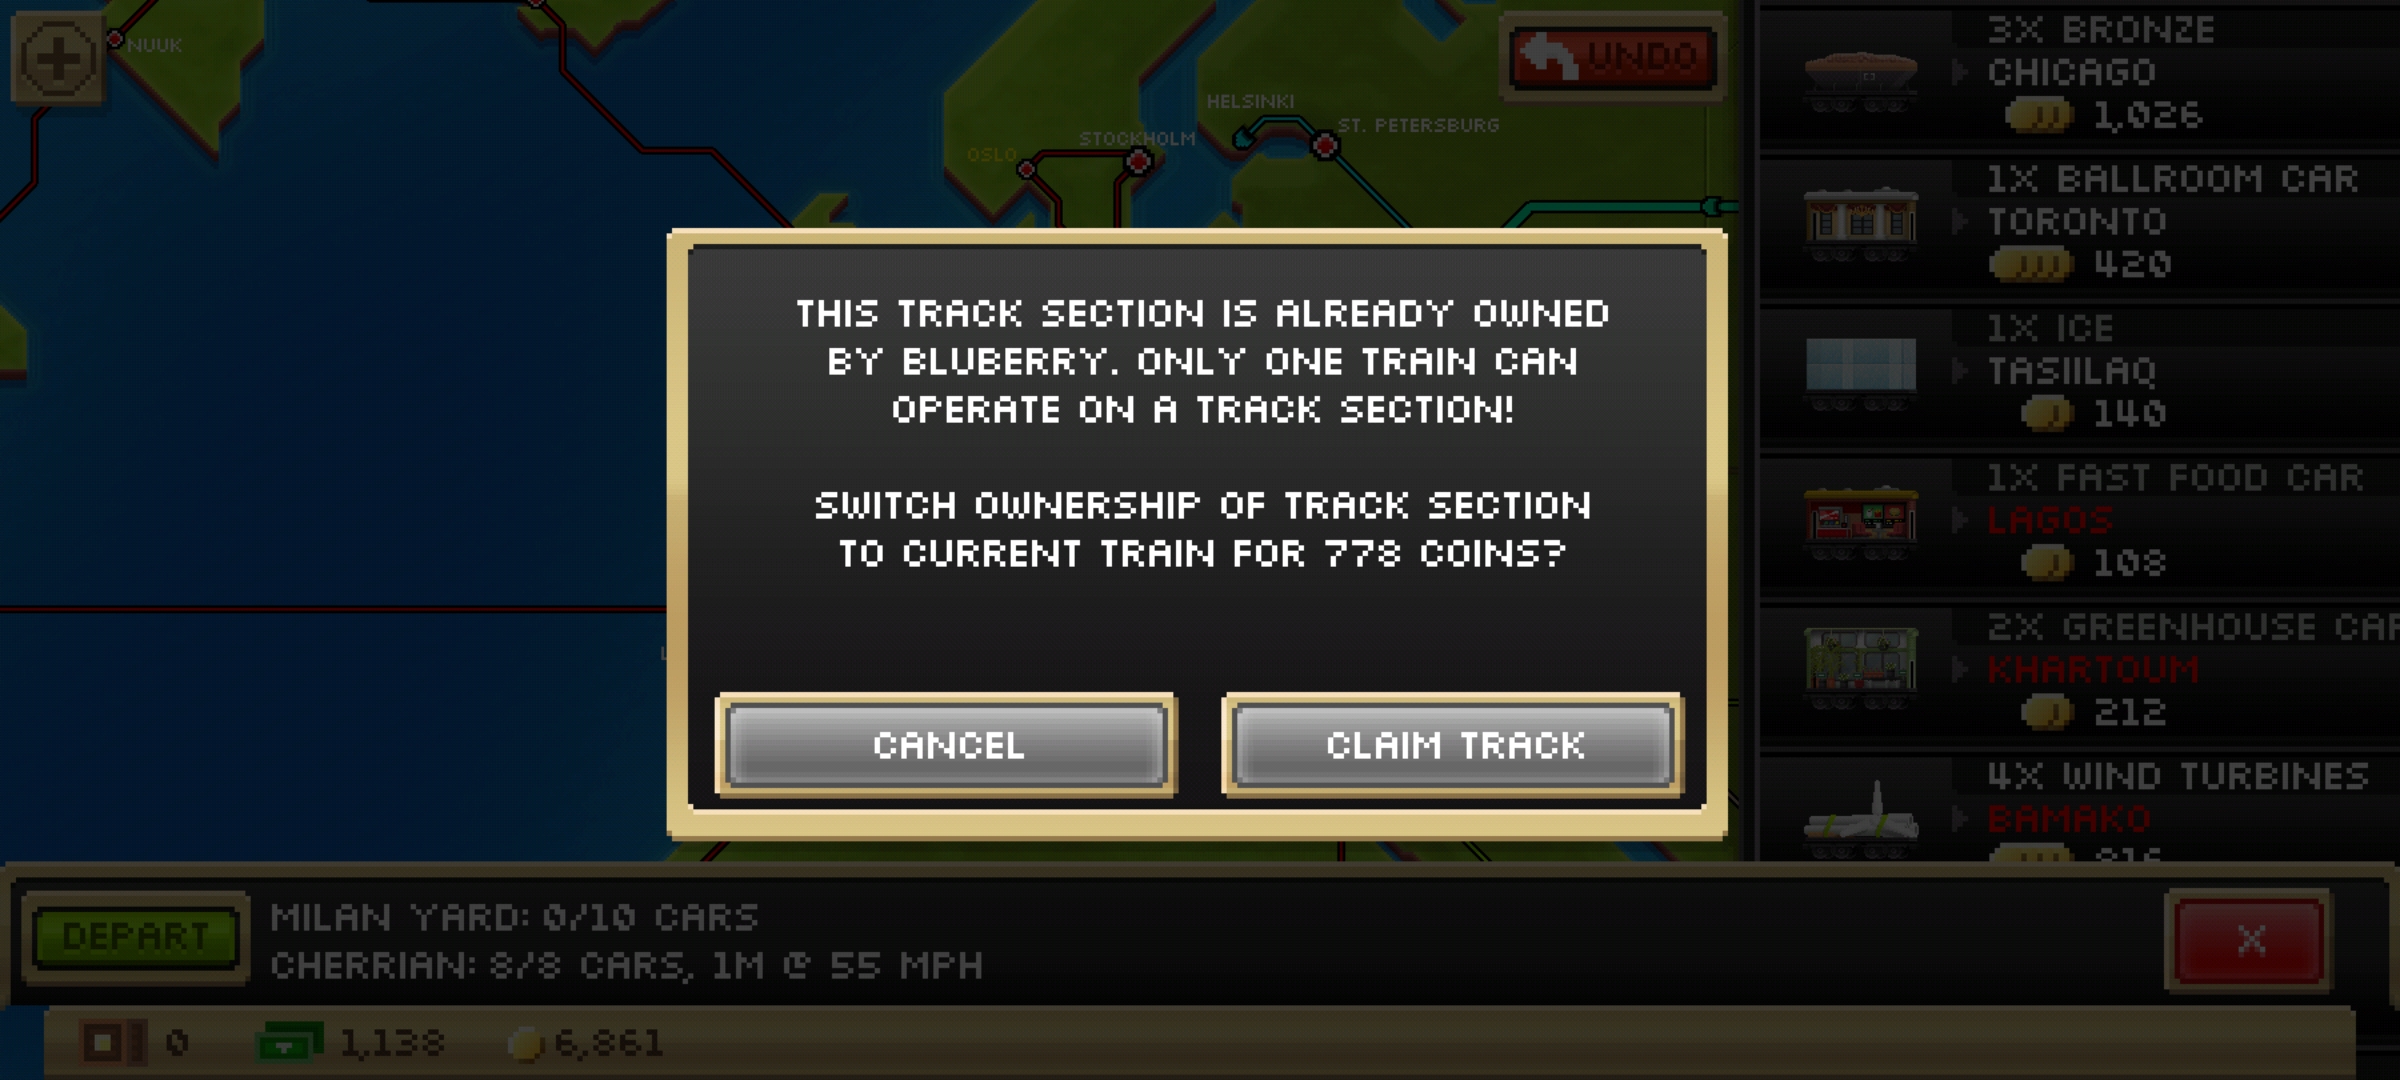 NUUK
UNDO
HELSINKI
ST. PETERSBURG
STOCKHOLM
OSLO
THIS TRACK SECTION IS ALREADY OWNED
BY BLUBERRY. ONLY ONE TRAIN CAN
OPERATE ON A TRACK SECTION!
SWITCH OWNERSHIP OF TRACK SECTION
TO CURRENT TRAIN FOR 778 COINS?
CANCEL
CLAIM TRACK
3X BRONZE
CHICAGO
1,026
1X BALLROOM CAR
TORONTO
420
1X ICE
TASIILAQ
140
1X FAST FOOD CAR
LAGOS
108
2X GREENHOUSE CAR
KHARTOUM
212
4X WIND TURBINES
BAMAKO
DEPART
MILAN YARD: 0/10 CARS
CHERRIAN: 8/8 CARS, 1M @ 55 MPH
X
0
1,138
6,861